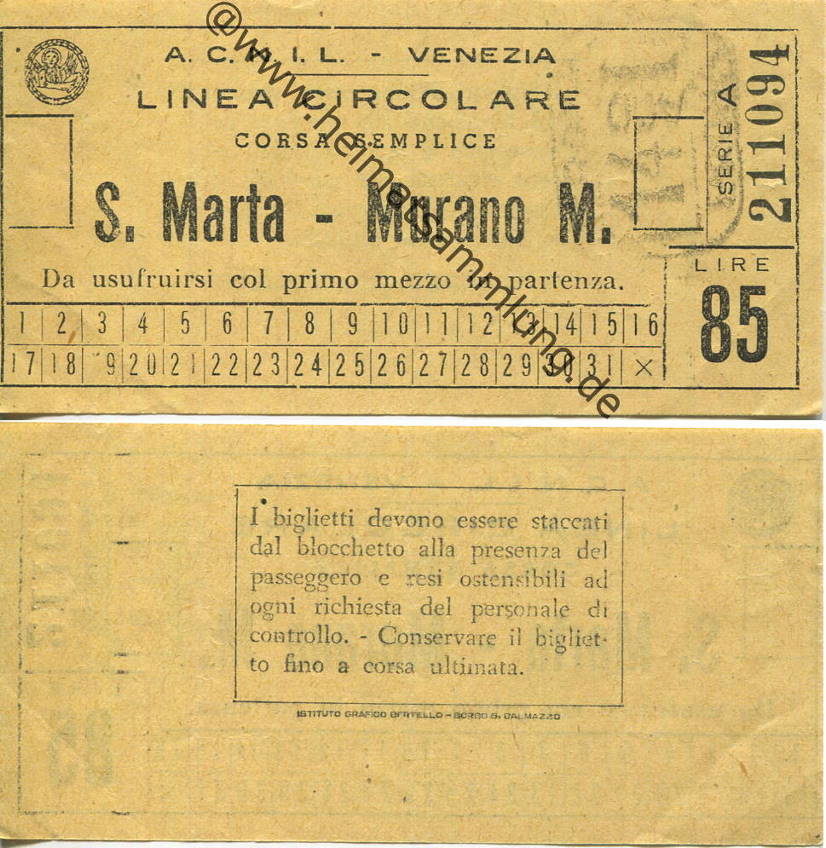 A. C. N. I. L. - VENEZIA
LINEA CIRCOLARE
CORSA SEMPLICE
S. Marta - Murano M.
Da usufruirsi col primo mezzo in partenza.
1 2 3 4 5 6 7 8 9 10 11 12 13 14 15 16
17 18 9 20 21 22 23 24 25 26 27 28 29 30 31 ×
SERIE A
211094
LIRE
85
@www.heimatsammlung.de
I biglietti devono essere staccati
dal blocchetto alla presenza del
passeggero e resi ostensibili ad
ogni richiesta del personale di
controllo. - Conservare il bigliet-
to fino a corsa ultimata.
ISTITUTO GRAFICO BERTELLO - BORGO S. DALMAZZO